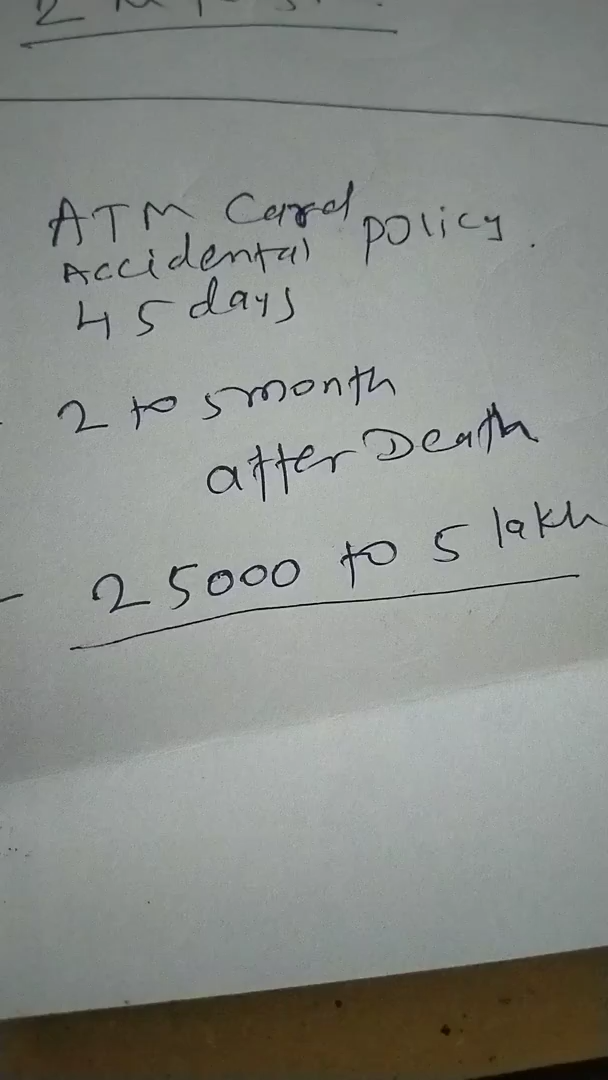 ATM Card
Accidental policy.
45 days
2 to 5 month
after Death
- 25000 to 5 lakh